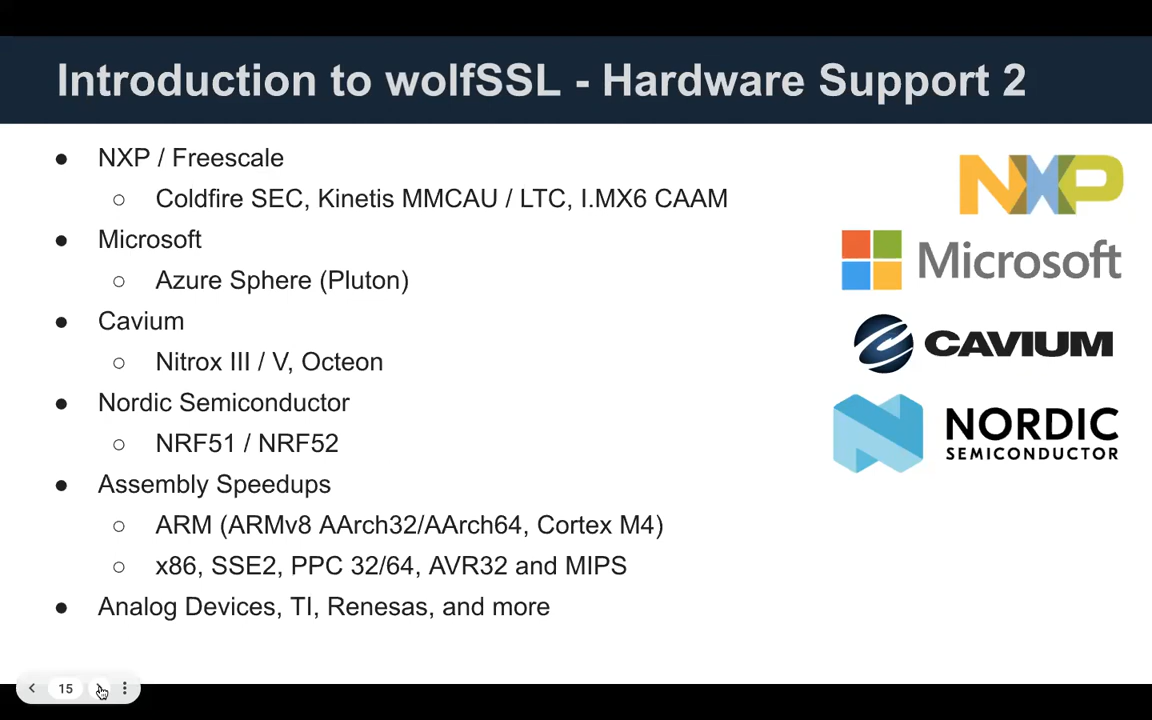 Introduction to wolfSSL - Hardware Support 2
● NXP / Freescale
○ Coldfire SEC, Kinetis MMCAU / LTC, I.MX6 CAAM
● Microsoft
○ Azure Sphere (Pluton)
● Cavium
○ Nitrox III / V, Octeon
● Nordic Semiconductor
○ NRF51 / NRF52
● Assembly Speedups
○ ARM (ARMv8 AArch32/AArch64, Cortex M4)
○ x86, SSE2, PPC 32/64, AVR32 and MIPS
● Analog Devices, TI, Renesas, and more
NXP
Microsoft
CAVIUM
NORDIC
SEMICONDUCTOR
15